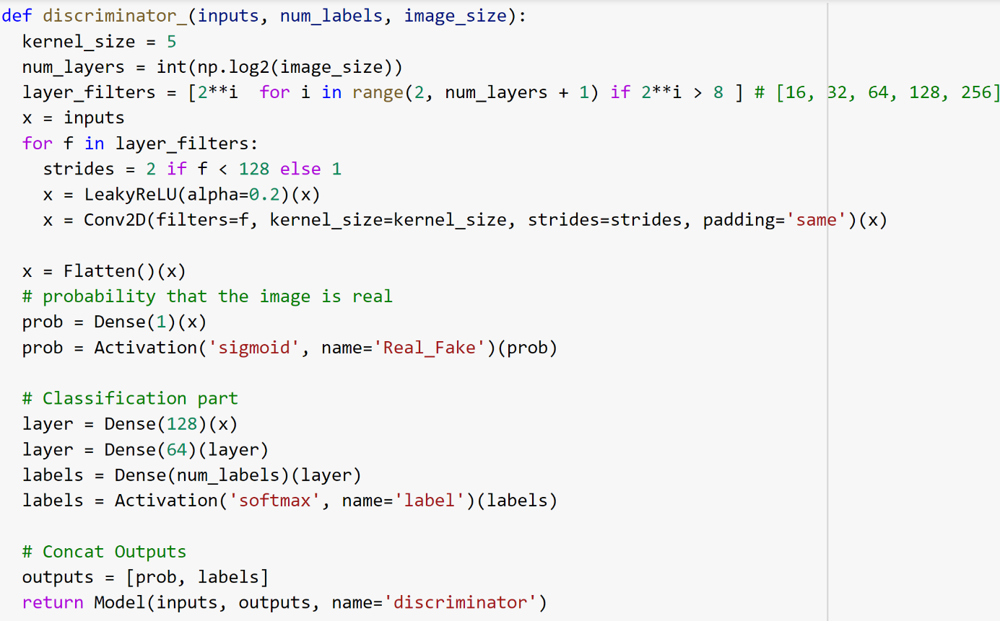 def discriminator_(inputs, num_labels, image_size):
  kernel_size = 5
  num_layers = int(np.log2(image_size))
  layer_filters = [2**i  for i in range(2, num_layers + 1) if 2**i > 8 ] # [16, 32, 64, 128, 256]
  x = inputs
  for f in layer_filters:
    strides = 2 if f < 128 else 1
    x = LeakyReLU(alpha=0.2)(x)
    x = Conv2D(filters=f, kernel_size=kernel_size, strides=strides, padding='same')(x)

  x = Flatten()(x)
  # probability that the image is real
  prob = Dense(1)(x)
  prob = Activation('sigmoid', name='Real_Fake')(prob)

  # Classification part
  layer = Dense(128)(x)
  layer = Dense(64)(layer)
  labels = Dense(num_labels)(layer)
  labels = Activation('softmax', name='label')(labels)

  # Concat Outputs
  outputs = [prob, labels]
  return Model(inputs, outputs, name='discriminator')